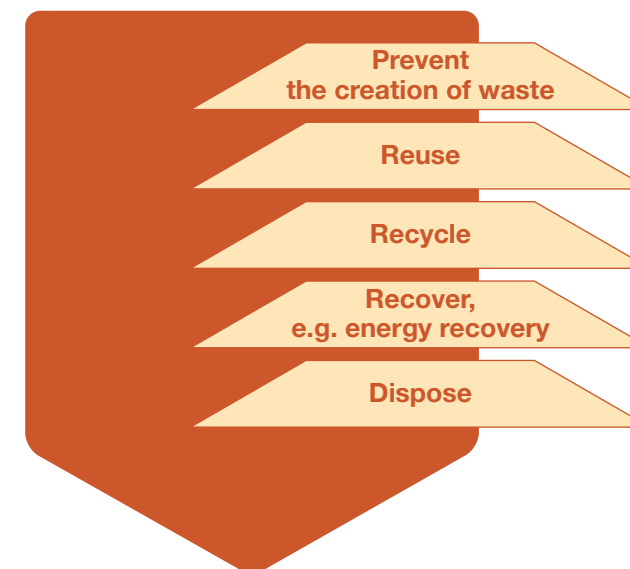 Prevent
the creation of waste
Reuse
Recycle
Recover,
e.g. energy recovery
Dispose